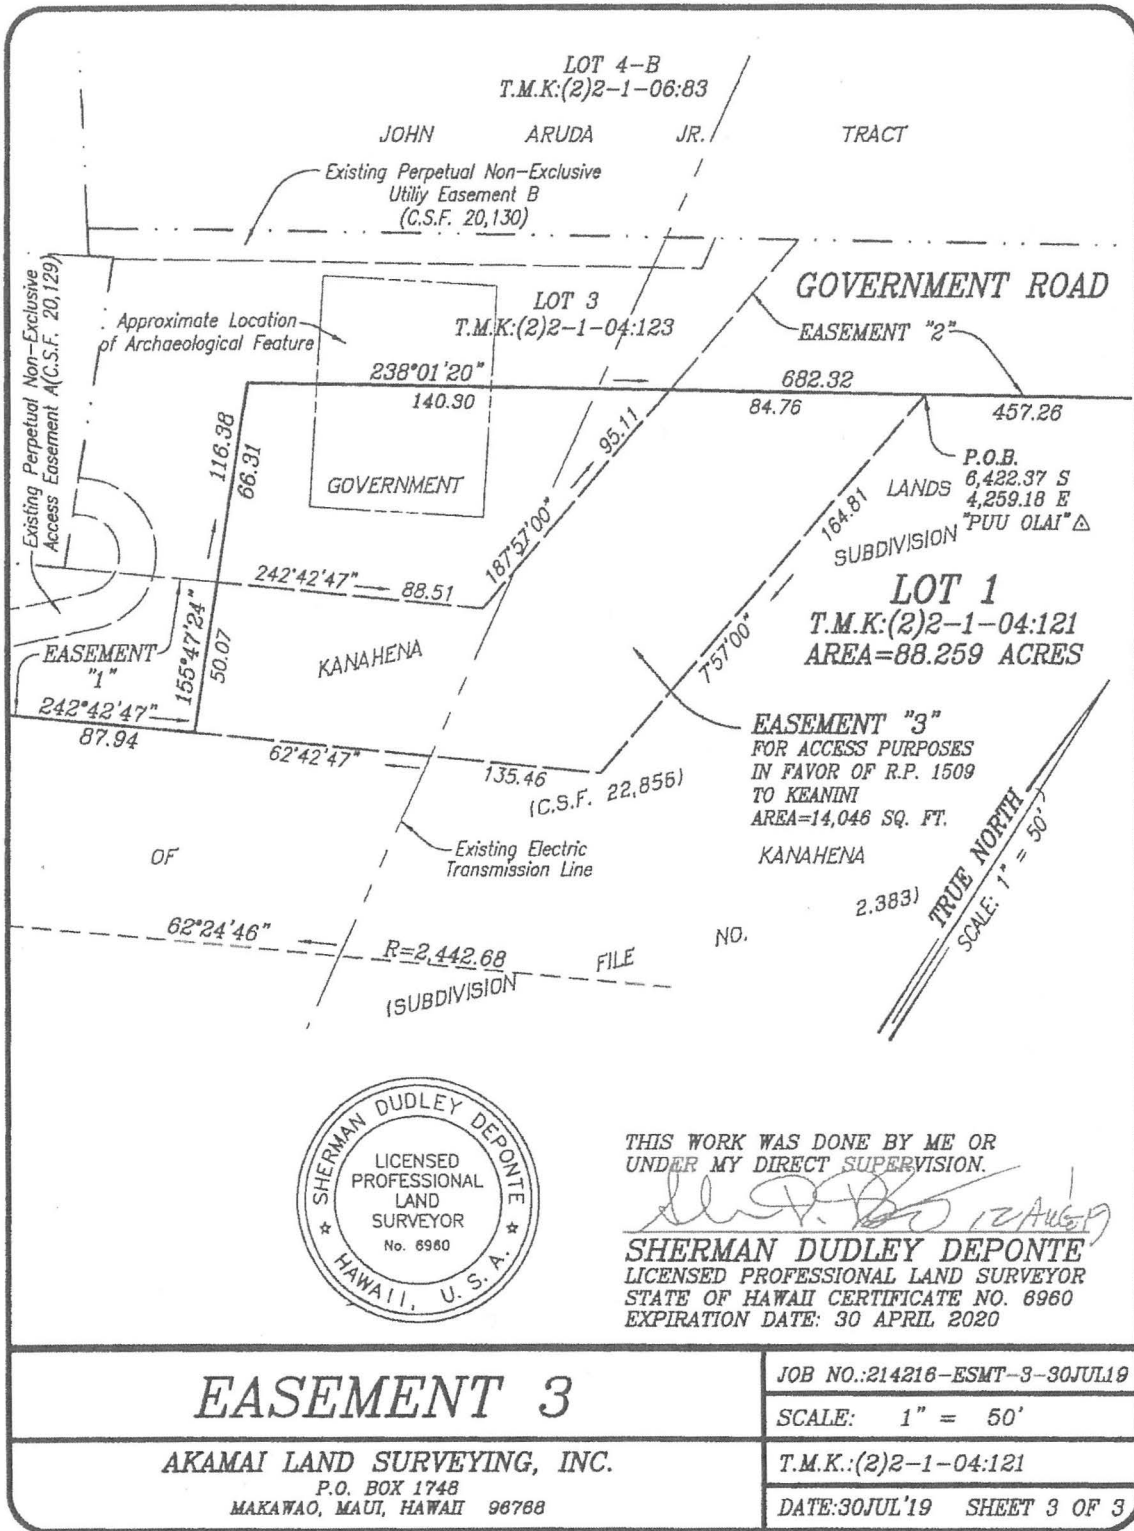 LOT 4-B
T.M.K:(2)2-1-06:83
JOHN ARUDA JR. TRACT
Existing Perpetual Non-Exclusive
Utiliy Easement B
(C.S.F. 20,130)
Existing Perpetual Non-Exclusive
Access Easement A(C.S.F. 20,129)
Approximate Location
of Archaeological Feature
LOT 3
T.M.K:(2)2-1-04:123
GOVERNMENT ROAD
EASEMENT "2"
238°01'20"
140.30
682.32
84.76
457.26
116.38
66.31
95.11
GOVERNMENT
P.O.B.
6,422.37 S
4,259.18 E
"PUU OLAI"
LANDS
SUBDIVISION
164.81
187°57'00"
242°42'47"
88.51
LOT 1
T.M.K:(2)2-1-04:121
AREA=88.259 ACRES
KANAHENA
EASEMENT
"1"
155°47'24"
50.07
7°57'00"
242°42'47"
87.94
62°42'47"
135.46
(C.S.F. 22,856)
EASEMENT "3"
FOR ACCESS PURPOSES
IN FAVOR OF R.P. 1509
TO KEANINI
AREA=14,046 SQ. FT.
KANAHENA
OF
Existing Electric
Transmission Line
TRUE NORTH
SCALE: 1" = 50'
2,383)
NO.
62°24'46"
R=2,442.68
FILE
(SUBDIVISION
SHERMAN DUDLEY DEPONTE
LICENSED
PROFESSIONAL
LAND
SURVEYOR
No. 6960
HAWAII, U. S. A.
THIS WORK WAS DONE BY ME OR
UNDER MY DIRECT SUPERVISION.
12 AUG 19
SHERMAN DUDLEY DEPONTE
LICENSED PROFESSIONAL LAND SURVEYOR
STATE OF HAWAII CERTIFICATE NO. 6960
EXPIRATION DATE: 30 APRIL 2020
EASEMENT 3
AKAMAI LAND SURVEYING, INC.
P.O. BOX 1748
MAKAWAO, MAUI, HAWAII 96768
JOB NO.:214216-ESMT-3-30JUL19
SCALE: 1" = 50'
T.M.K.:(2)2-1-04:121
DATE:30JUL'19 SHEET 3 OF 3